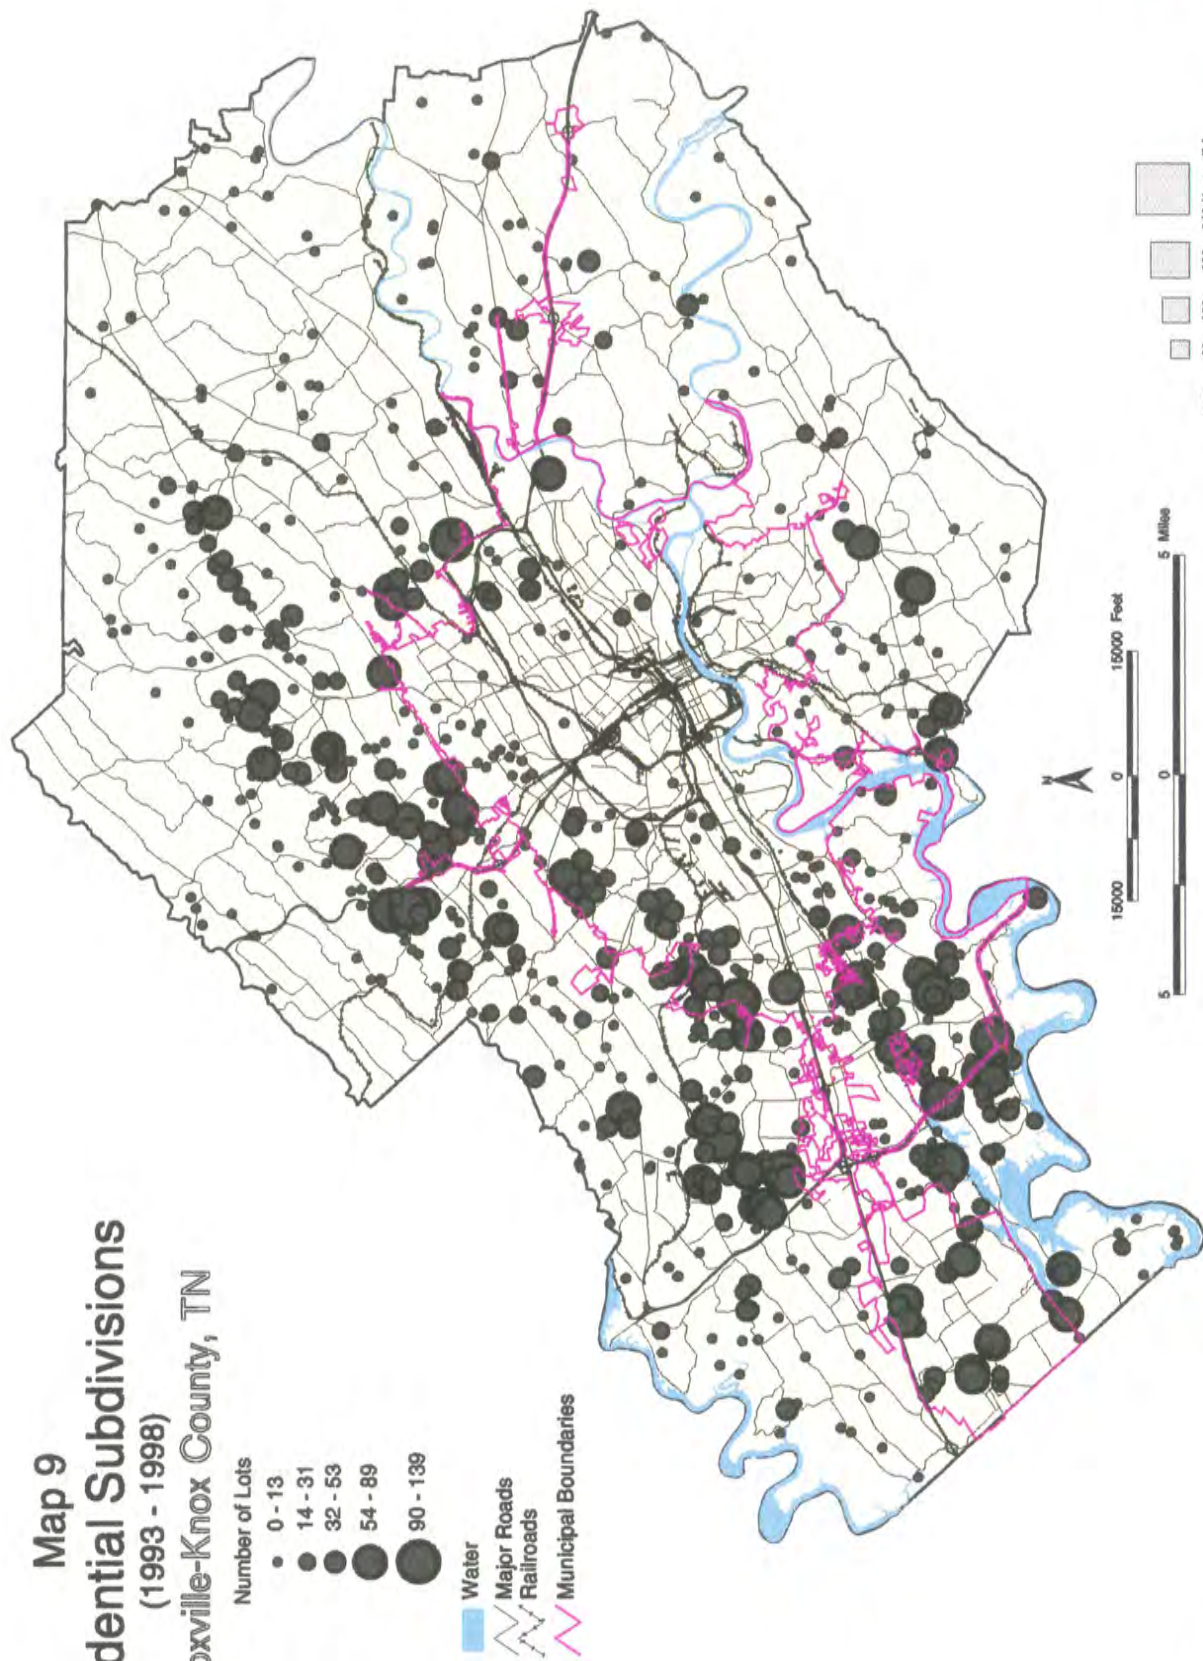 Map 9
dential Subdivisions
(1993 - 1998)
oxville-Knox County, TN
Number of Lots
0 - 13
14 - 31
32 - 53
54 - 89
90 - 139
Water
Major Roads
Railroads
Municipal Boundaries
N
15000 0 15000 Feet
5 0 5 Miles